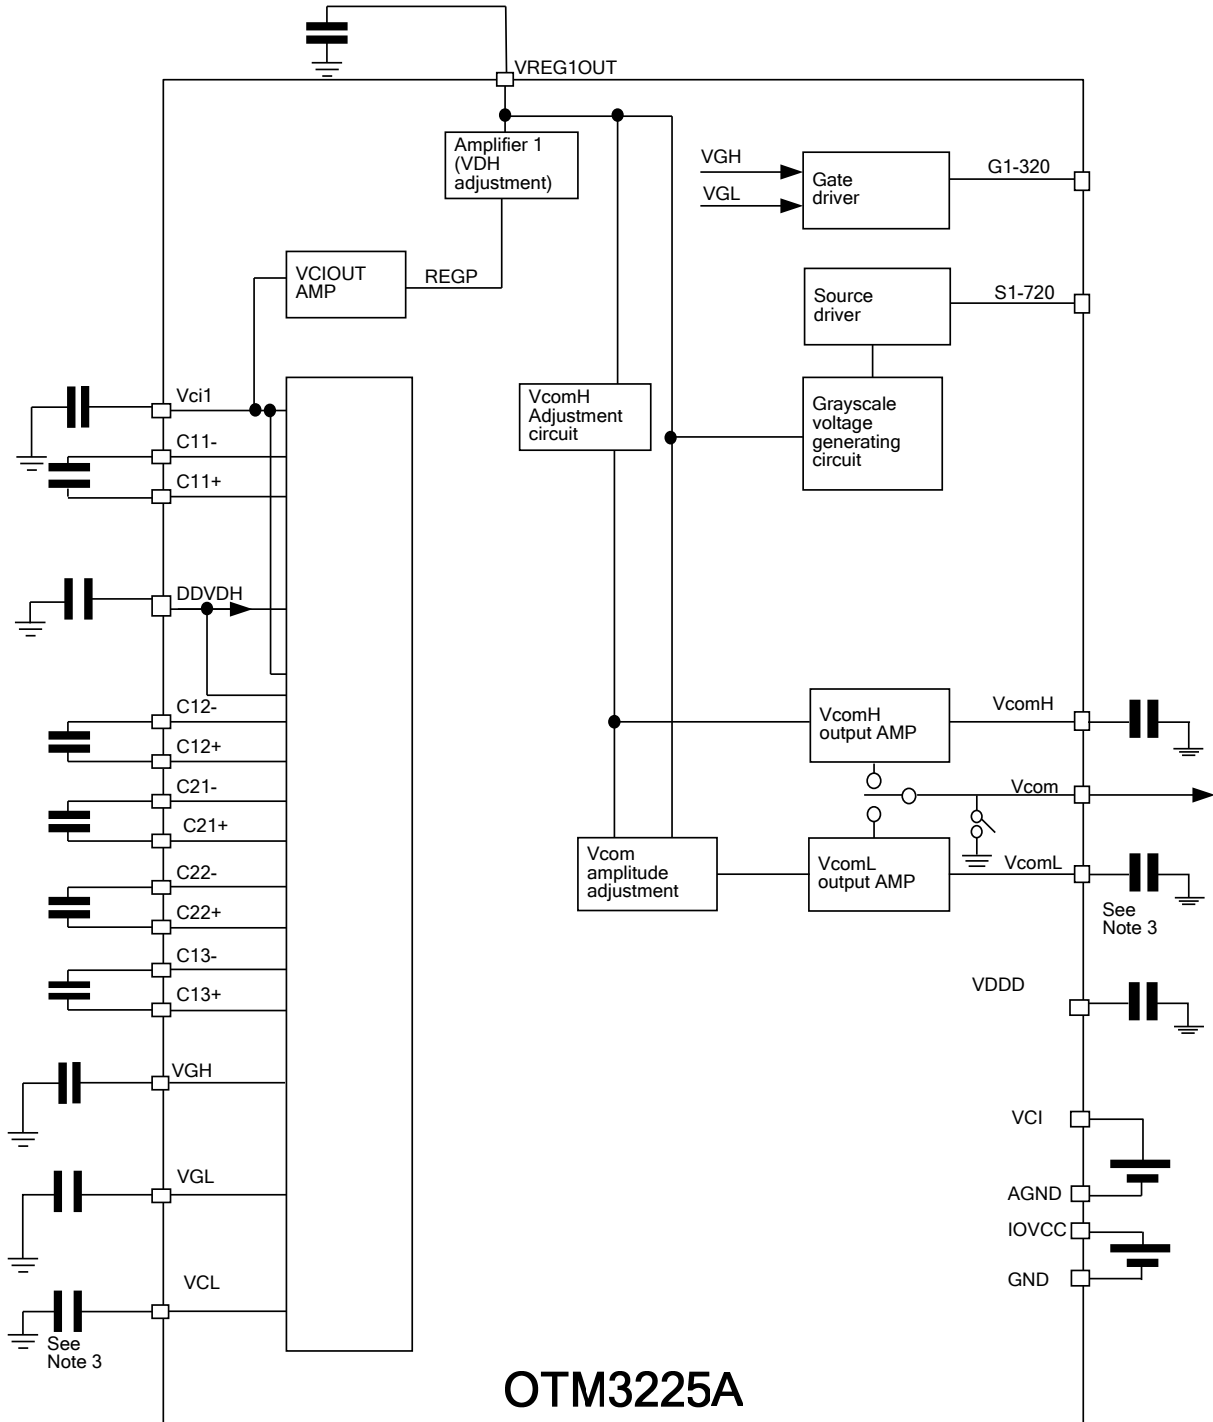 VREG1OUT
Amplifier 1
(VDH
adjustment)
VGH
VGL
Gate
driver
G1-320
VCIOUT
AMP
REGP
Source
driver
S1-720
Vci1
C11-
C11+
VcomH
Adjustment
circuit
Grayscale
voltage
generating
circuit
DDVDH
C12-
C12+
C21-
C21+
C22-
C22+
C13-
C13+
VGH
VGL
VCL
See
Note 3
VcomH
output AMP
VcomH
Vcom
Vcom
amplitude
adjustment
VcomL
output AMP
VcomL
See
Note 3
VDDD
VCI
AGND
IOVCC
GND
OTM3225A